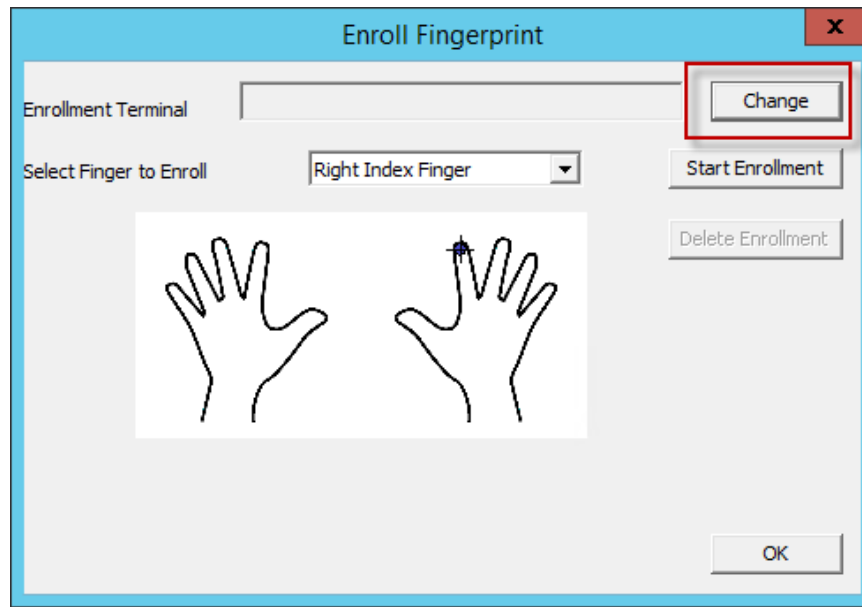 Enroll Fingerprint
x
Enrollment Terminal
Change
Select Finger to Enroll
Right Index Finger
Start Enrollment
Delete Enrollment
OK